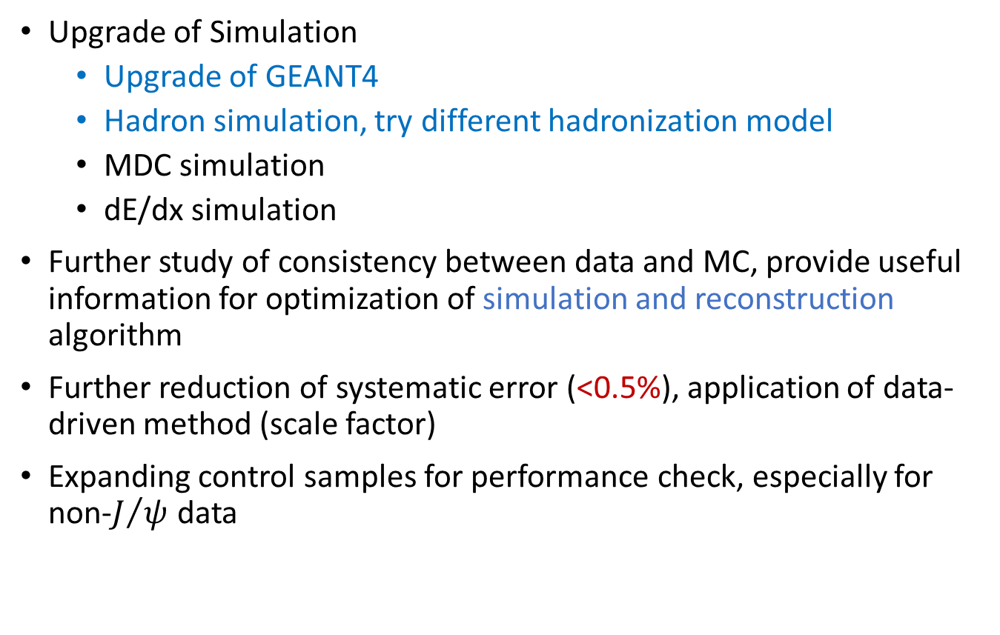 • Upgrade of Simulation
• Upgrade of GEANT4
• Hadron simulation, try different hadronization model
• MDC simulation
• dE/dx simulation
• Further study of consistency between data and MC, provide useful
information for optimization of simulation and reconstruction
algorithm
• Further reduction of systematic error (<0.5%), application of data-
driven method (scale factor)
• Expanding control samples for performance check, especially for
non-𝐽/𝜓 data